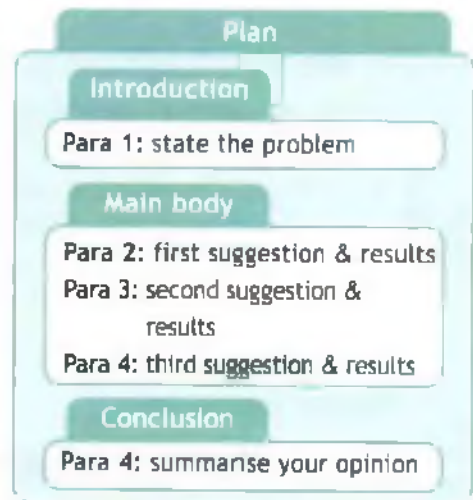 Plan
Introduction
Para 1: state the problem
Main body
Para 2: first suggestion & results
Para 3: second suggestion &
results
Para 4: third suggestion & results
Conclusion
Para 4: summarise your opinion